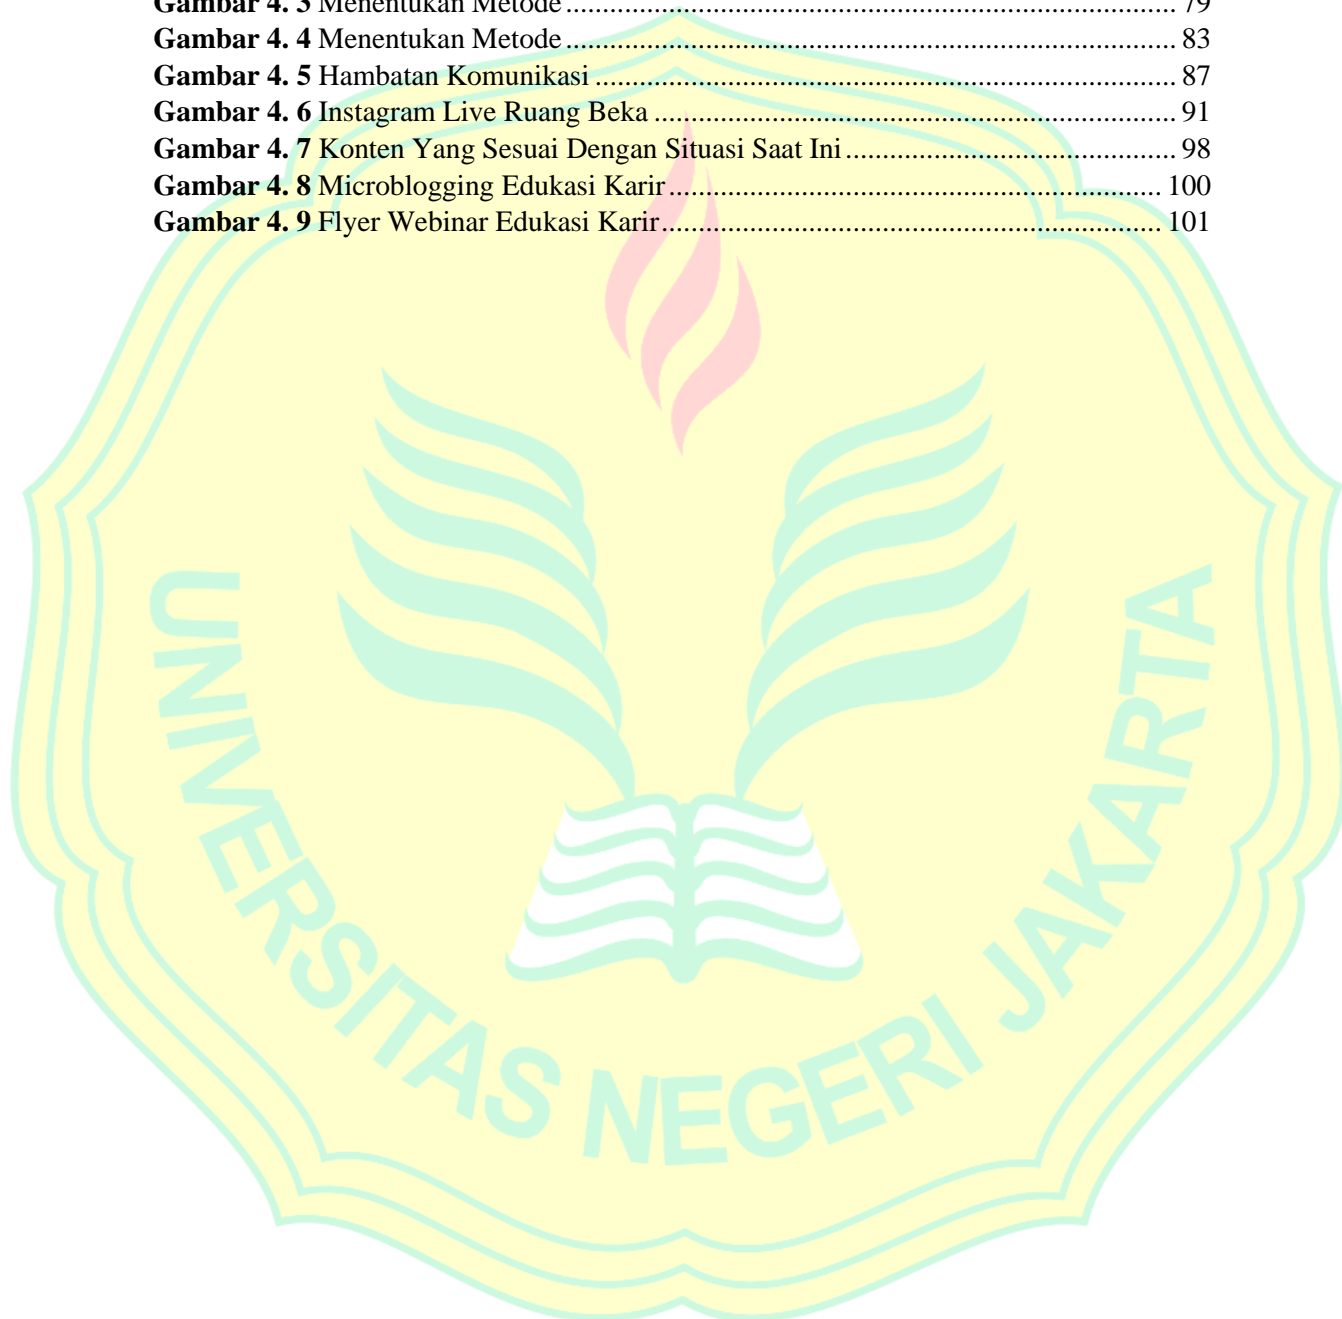 Gambar 4. 3 Menentukan Metode ........................................................................ 79
Gambar 4. 4 Menentukan Metode ........................................................................ 83
Gambar 4. 5 Hambatan Komunikasi .................................................................... 87
Gambar 4. 6 Instagram Live Ruang Beka ............................................................. 91
Gambar 4. 7 Konten Yang Sesuai Dengan Situasi Saat Ini ..................................... 98
Gambar 4. 8 Microblogging Edukasi Karir .......................................................... 100
Gambar 4. 9 Flyer Webinar Edukasi Karir ........................................................... 101
UNIVERSITAS NEGERI JAKARTA